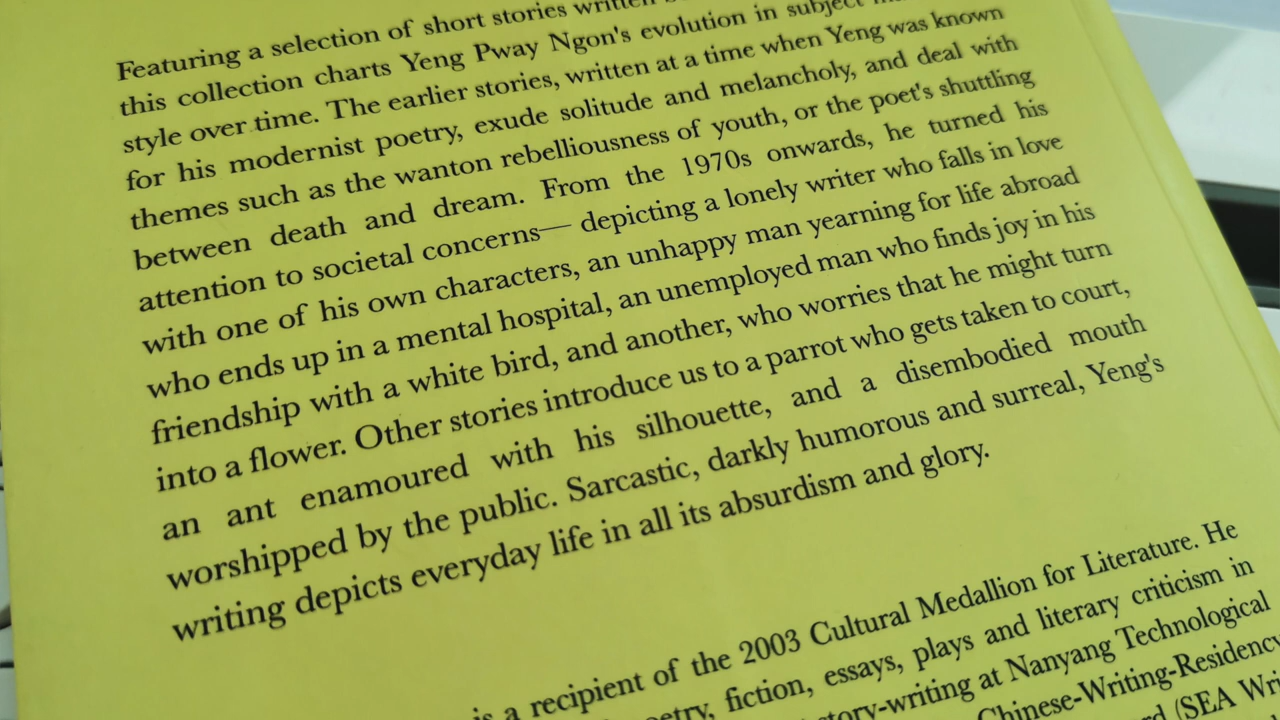 Featuring a selection of short stories written
this collection charts Yeng Pway Ngon's evolution in subject
style over time. The earlier stories, written at a time when Yeng was known
for his modernist poetry, exude solitude and melancholy, and deal with
themes such as the wanton rebelliousness of youth, or the poet's shuttling
between death and dream. From the 1970s onwards, he turned his
attention to societal concerns— depicting a lonely writer who falls in love
with one of his own characters, an unhappy man yearning for life abroad
who ends up in a mental hospital, an unemployed man who finds joy in his
friendship with a white bird, and another, who worries that he might turn
into a flower. Other stories introduce us to a parrot who gets taken to court,
an ant enamoured with his silhouette, and a disembodied mouth
worshipped by the public. Sarcastic, darkly humorous and surreal, Yeng's
writing depicts everyday life in all its absurdism and glory.
is a recipient of the 2003 Cultural Medallion for Literature. He
fiction, essays, plays and literary criticism in
at Nanyang Technological
Chinese-Writing-Residency
(SEA